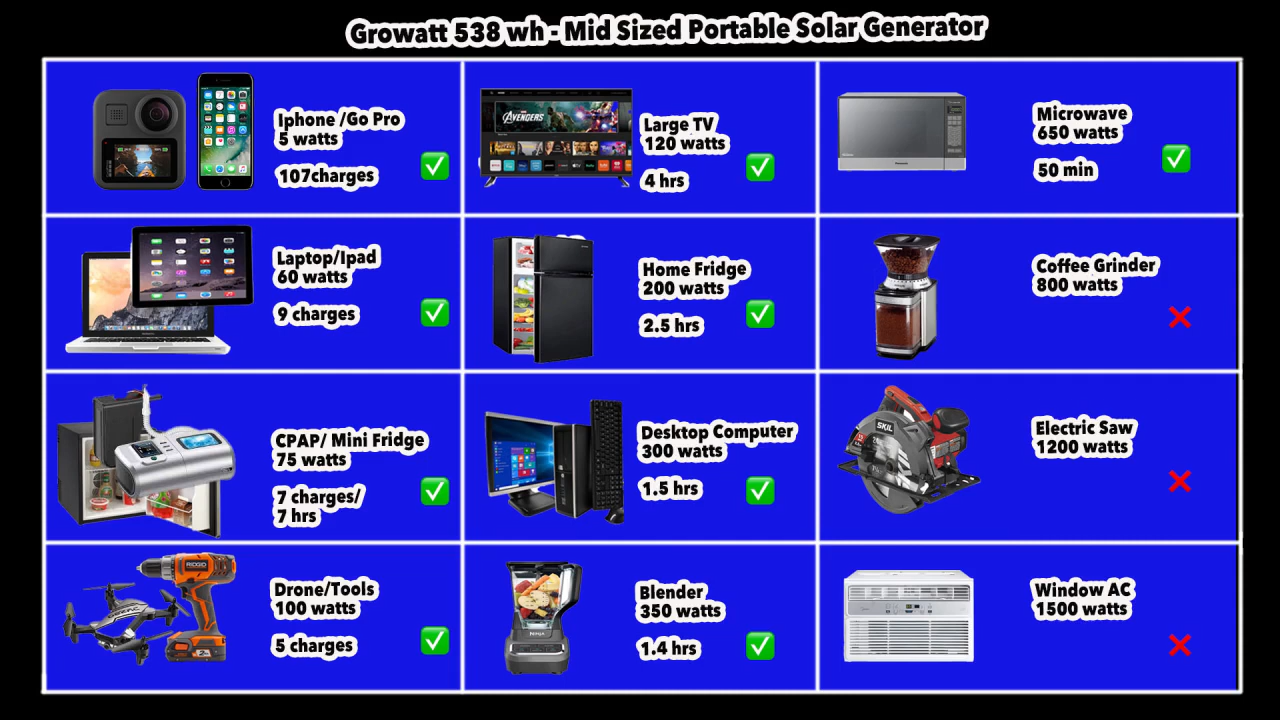 Growatt 538 wh - Mid Sized Portable Solar Generator
Iphone /Go Pro
5 watts
107charges
AVENGERS
Large TV
120 watts
4 hrs
Microwave
650 watts
50 min
Laptop/Ipad
60 watts
9 charges
Home Fridge
200 watts
2.5 hrs
Coffee Grinder
800 watts
CPAP/ Mini Fridge
75 watts
7 charges/
7 hrs
Desktop Computer
300 watts
1.5 hrs
SKIL
Electric Saw
1200 watts
RIDGID
Drone/Tools
100 watts
5 charges
NINJA
Blender
350 watts
1.4 hrs
Window AC
1500 watts